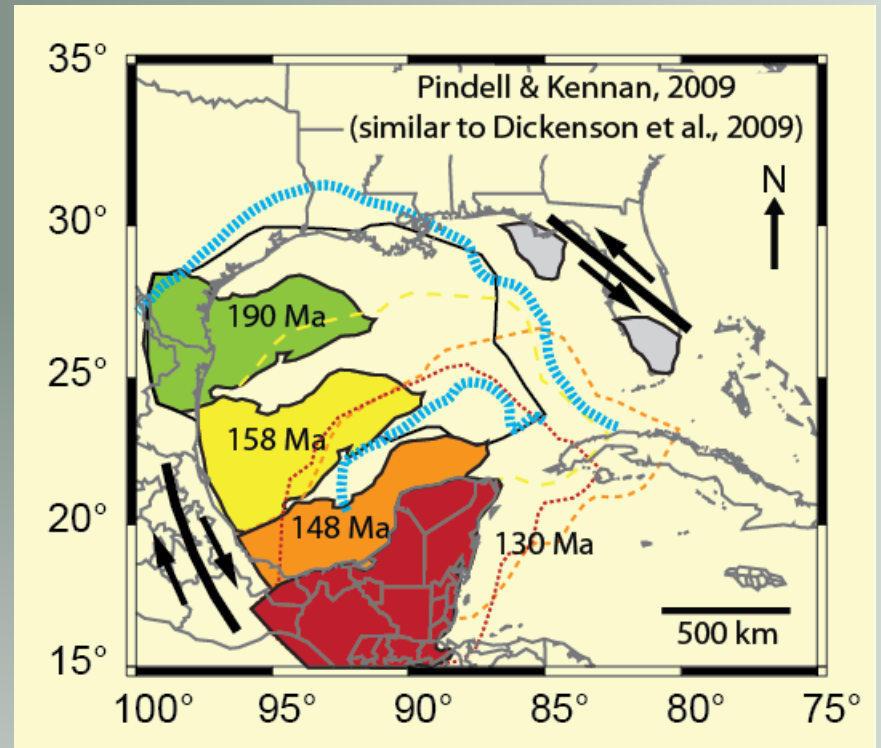 35°
Pindell & Kennan, 2009
(similar to Dickenson et al., 2009)
N
30°
190 Ma
25°
158 Ma
20°
148 Ma
130 Ma
500 km
15°
100° 95° 90° 85° 80° 75°